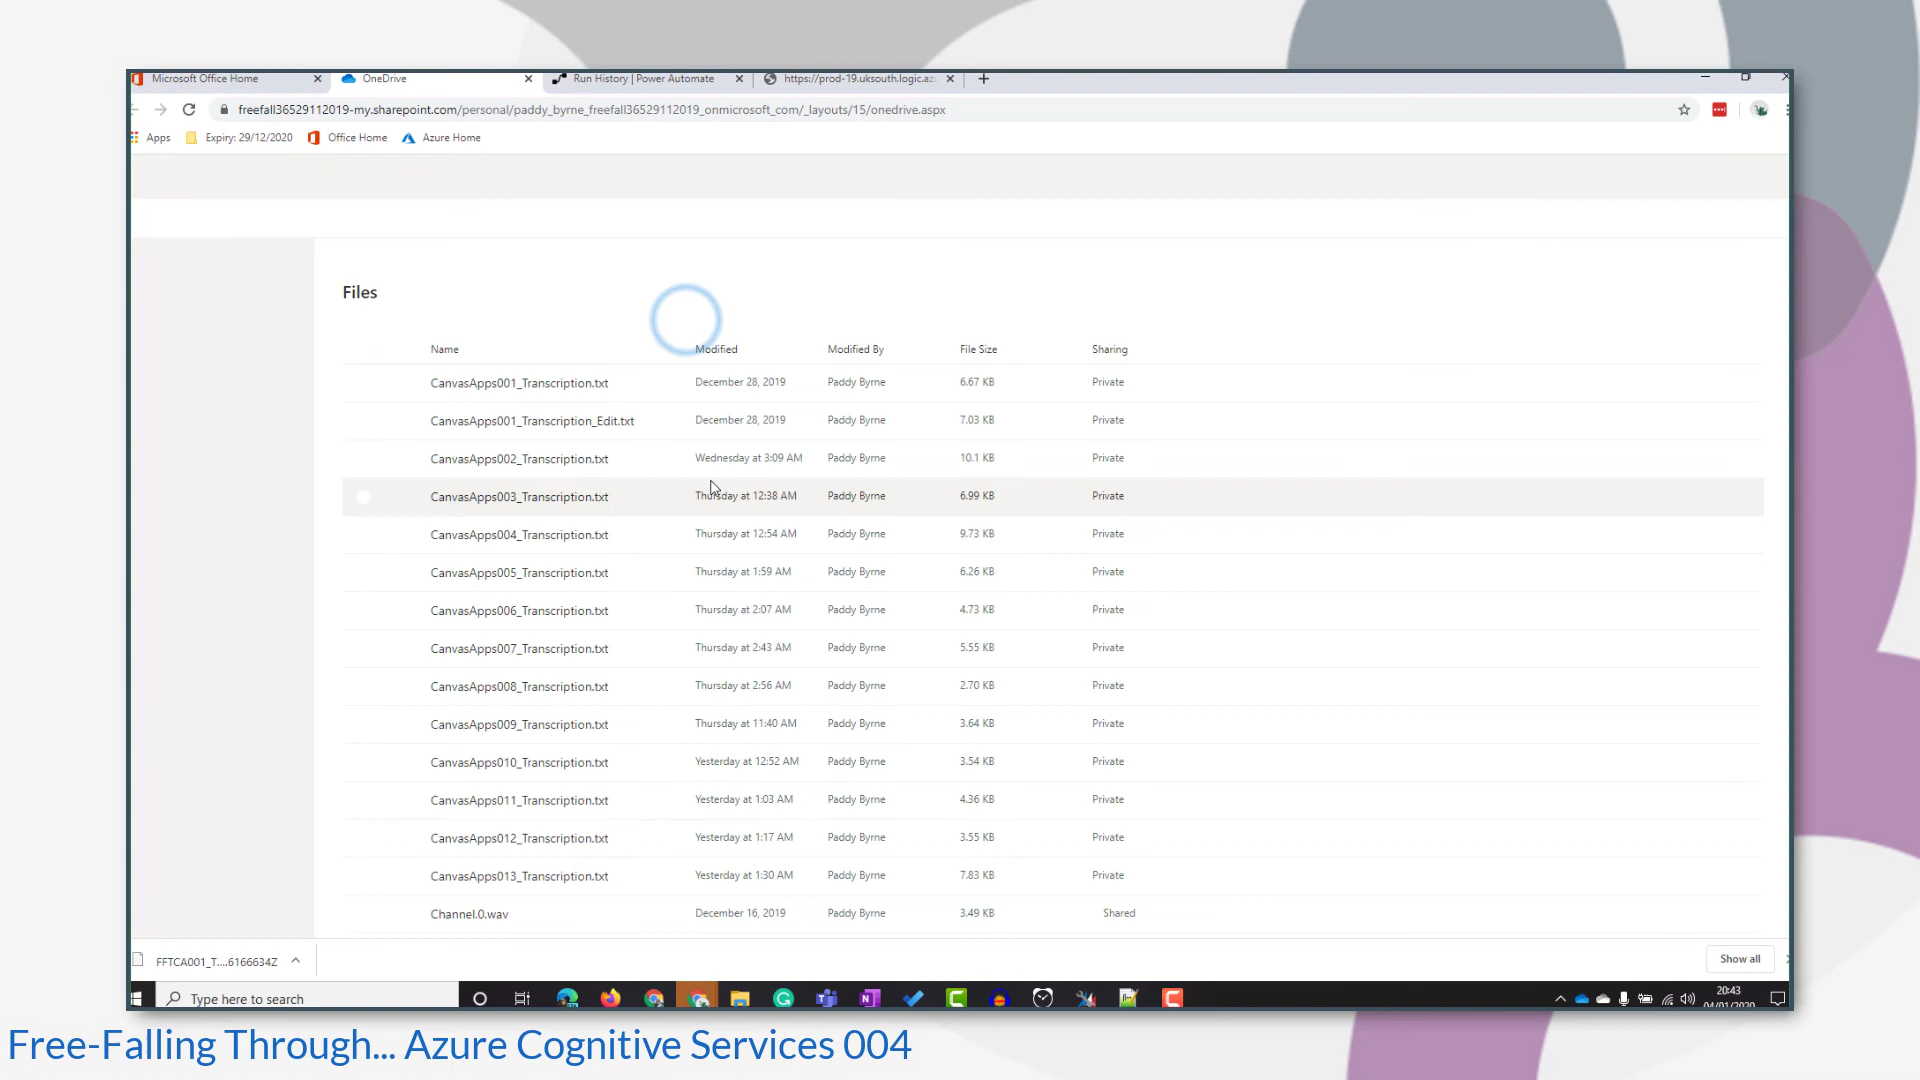 Microsoft Office Home
OneDrive
Run History | Power Automate
https://prod-19.uksouth.logic.az
freefall36529112019-my.sharepoint.com/personal/paddy_byrne_freefall36529112019_onmicrosoft_com/_layouts/15/onedrive.aspx
Apps
Expiry: 29/12/2020
Office Home
Azure Home
Files
Name Modified Modified By File Size Sharing
CanvasApps001_Transcription.txt December 28, 2019 Paddy Byrne 6.67 KB Private
CanvasApps001_Transcription_Edit.txt December 28, 2019 Paddy Byrne 7.03 KB Private
CanvasApps002_Transcription.txt Wednesday at 3:09 AM Paddy Byrne 10.1 KB Private
CanvasApps003_Transcription.txt Thursday at 12:38 AM Paddy Byrne 6.99 KB Private
CanvasApps004_Transcription.txt Thursday at 12:54 AM Paddy Byrne 9.73 KB Private
CanvasApps005_Transcription.txt Thursday at 1:59 AM Paddy Byrne 6.26 KB Private
CanvasApps006_Transcription.txt Thursday at 2:07 AM Paddy Byrne 4.73 KB Private
CanvasApps007_Transcription.txt Thursday at 2:43 AM Paddy Byrne 5.55 KB Private
CanvasApps008_Transcription.txt Thursday at 2:56 AM Paddy Byrne 2.70 KB Private
CanvasApps009_Transcription.txt Thursday at 11:40 AM Paddy Byrne 3.64 KB Private
CanvasApps010_Transcription.txt Yesterday at 12:52 AM Paddy Byrne 3.54 KB Private
CanvasApps011_Transcription.txt Yesterday at 1:03 AM Paddy Byrne 4.36 KB Private
CanvasApps012_Transcription.txt Yesterday at 1:17 AM Paddy Byrne 3.55 KB Private
CanvasApps013_Transcription.txt Yesterday at 1:30 AM Paddy Byrne 7.83 KB Private
Channel.0.wav December 16, 2019 Paddy Byrne 3.49 KB Shared
FFTCA001_T....6166634Z
Show all
Type here to search
20:43
04/01/2020
Free-Falling Through... Azure Cognitive Services 004